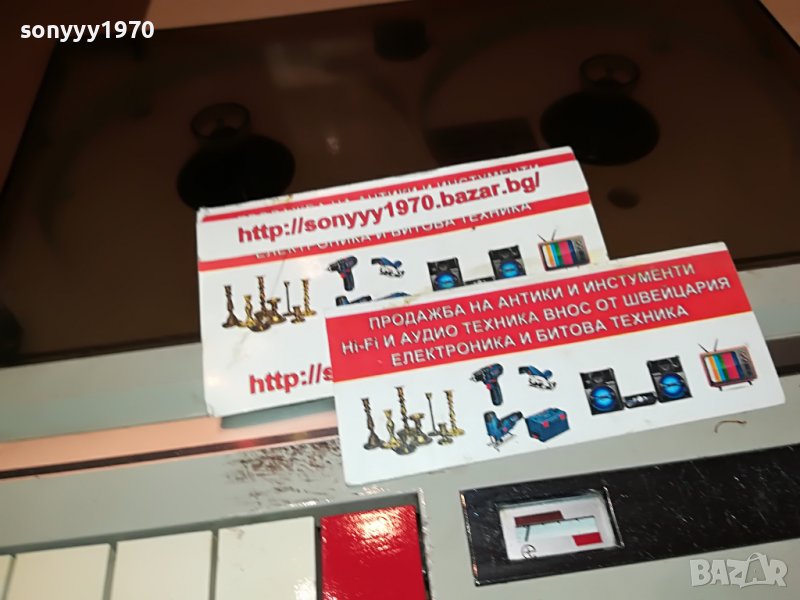 sonyyy1970
http://sonyyy1970.bazar.bg/
ЕЛЕКТРОНИКА И БИТОВА ТЕХНИКА
http://s
ПРОДАЖБА НА АНТИКИ И ИНСТУМЕНТИ
Hi-Fi И АУДИО ТЕХНИКА ВНОС ОТ ШВЕЙЦАРИЯ
ЕЛЕКТРОНИКА И БИТОВА ТЕХНИКА
BAZAR